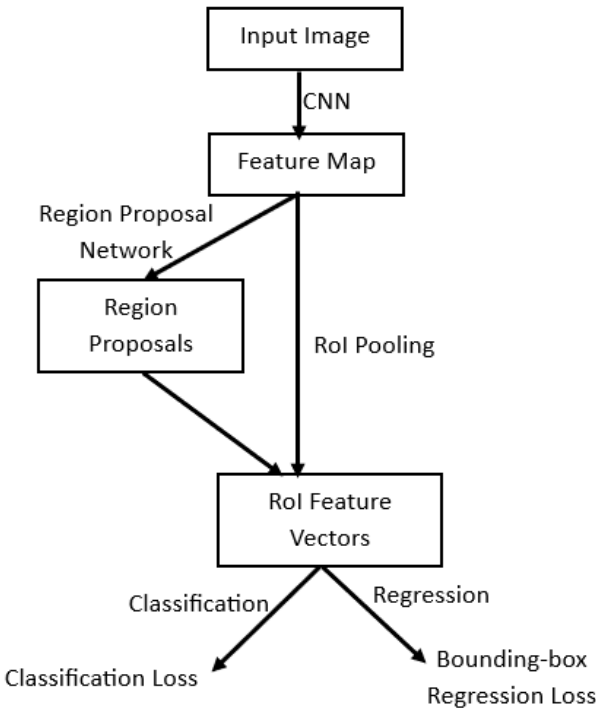 Input Image
CNN
Feature Map
Region Proposal
Network
Region
Proposals
RoI Pooling
RoI Feature
Vectors
Classification
Regression
Classification Loss
Bounding-box
Regression Loss